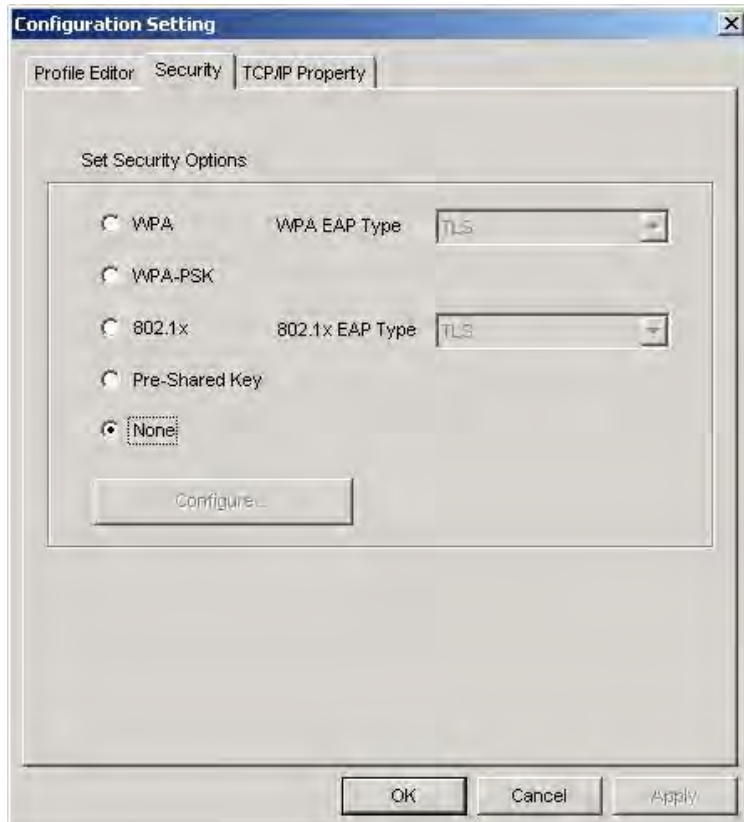 Configuration Setting
Profile Editor Security TCP/IP Property
Set Security Options
WPA WPA EAP Type TLS
WPA-PSK
802.1x 802.1x EAP Type TLS
Pre-Shared Key
None
Configure...
OK Cancel Apply